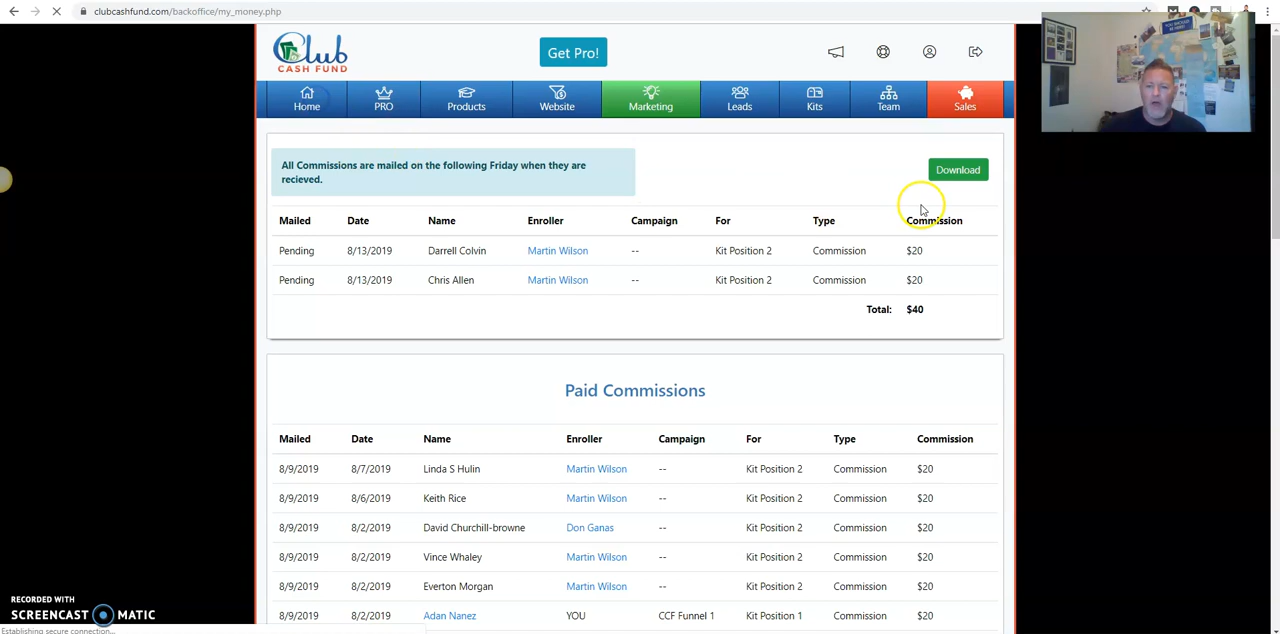 clubcashfund.com/backoffice/my_money.php
Club
CASH FUND
Get Pro!
Home
PRO
Products
Website
Marketing
Leads
Kits
Team
Sales
All Commissions are mailed on the following Friday when they are
recieved.
Download
Mailed Date Name Enroller Campaign For Type Commission
Pending 8/13/2019 Darrell Colvin Martin Wilson -- Kit Position 2 Commission $20
Pending 8/13/2019 Chris Allen Martin Wilson -- Kit Position 2 Commission $20
Total: $40
Paid Commissions
Mailed Date Name Enroller Campaign For Type Commission
8/9/2019 8/7/2019 Linda S Hulin Martin Wilson -- Kit Position 2 Commission $20
8/9/2019 8/6/2019 Keith Rice Martin Wilson -- Kit Position 2 Commission $20
8/9/2019 8/2/2019 David Churchill-browne Don Ganas -- Kit Position 2 Commission $20
8/9/2019 8/2/2019 Vince Whaley Martin Wilson -- Kit Position 2 Commission $20
8/9/2019 8/2/2019 Everton Morgan Martin Wilson -- Kit Position 2 Commission $20
8/9/2019 8/2/2019 Adan Nanez YOU CCF Funnel 1 Kit Position 1 Commission $20
RECORDED WITH
SCREENCAST MATIC
Establishing secure connection...